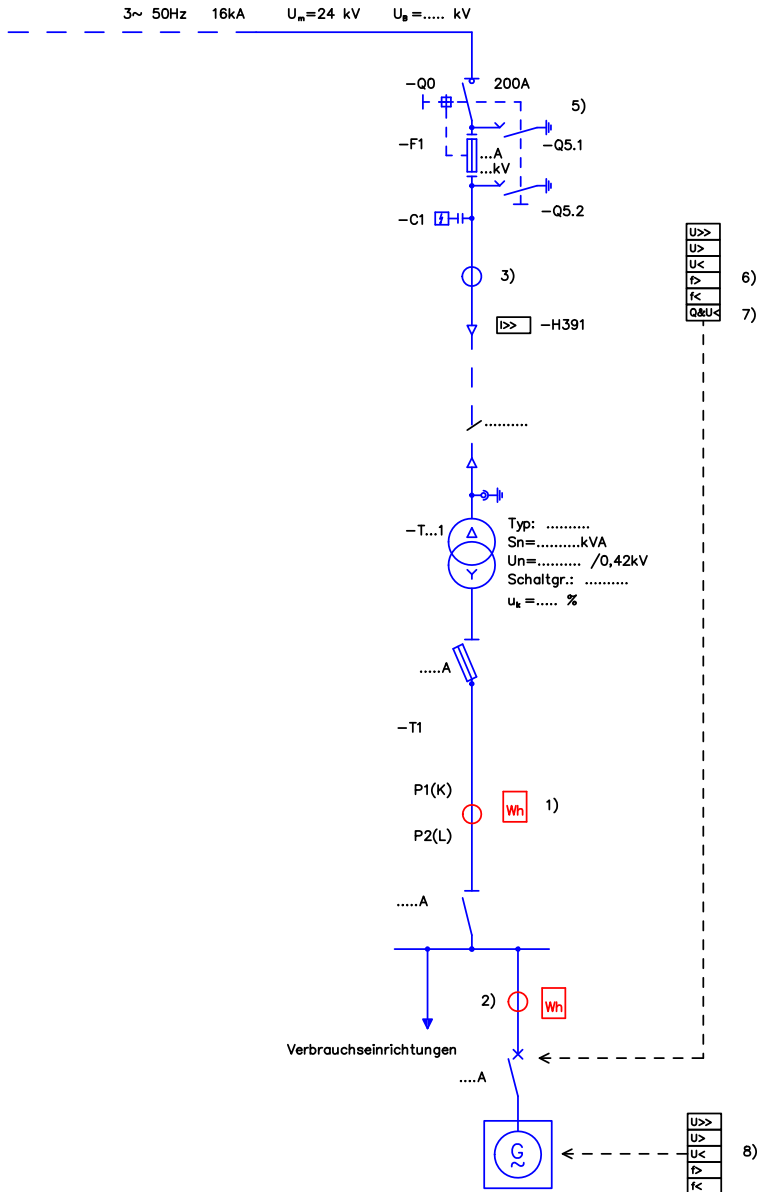 3~ 50Hz 16kA Um=24 kV UB=..... kV
-Q0 200A
5)
-F1 ...A
...kV
-Q5.1
-Q5.2
-C1
3)
I>> -H391
..........
U>>
U>
U<
f>
f<
Q&U<
6)
7)
-T...1
Typ: ..........
Sn=..........kVA
Un=.......... /0,42kV
Schaltgr.: ..........
uk=..... %
.....A
-T1
P1(K)
Wh 1)
P2(L)
.....A
2) Wh
Verbrauchseinrichtungen
....A
G
~
U>>
U>
U<
f>
f<
8)